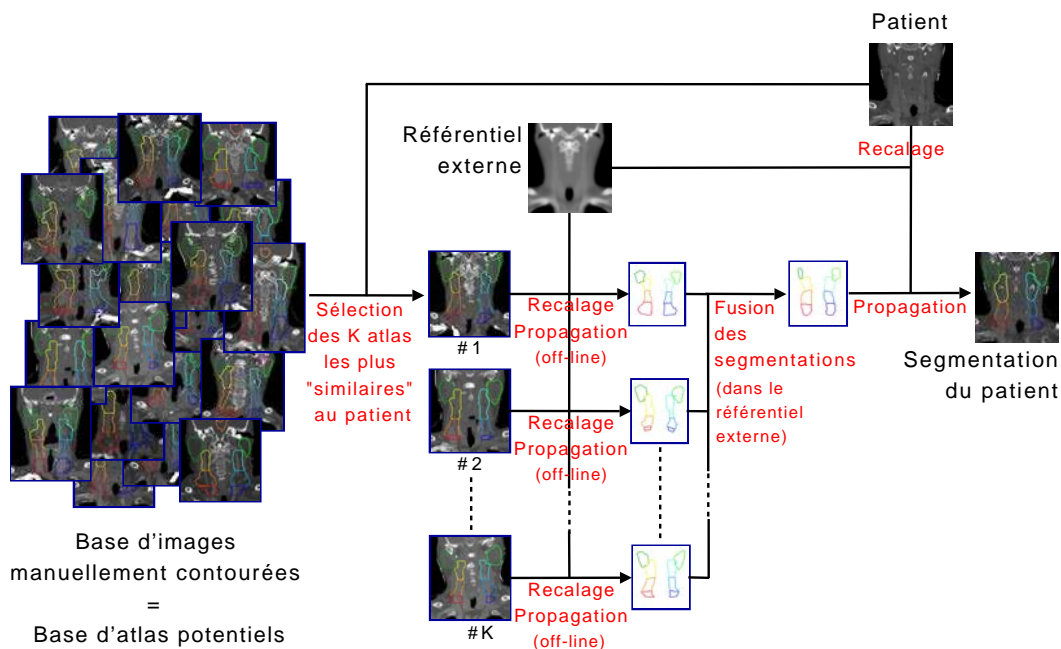 Patient
Référentiel
externe
Recalage
Sélection
des K atlas
les plus
"similaires"
au patient
#1
Recalage
Propagation
(off-line)
Fusion
des
segmentations
(dans le
référentiel
externe)
Propagation
Segmentation
du patient
#2
Recalage
Propagation
(off-line)
#K
Recalage
Propagation
(off-line)
Base d'images
manuellement contourées
=
Base d'atlas potentiels